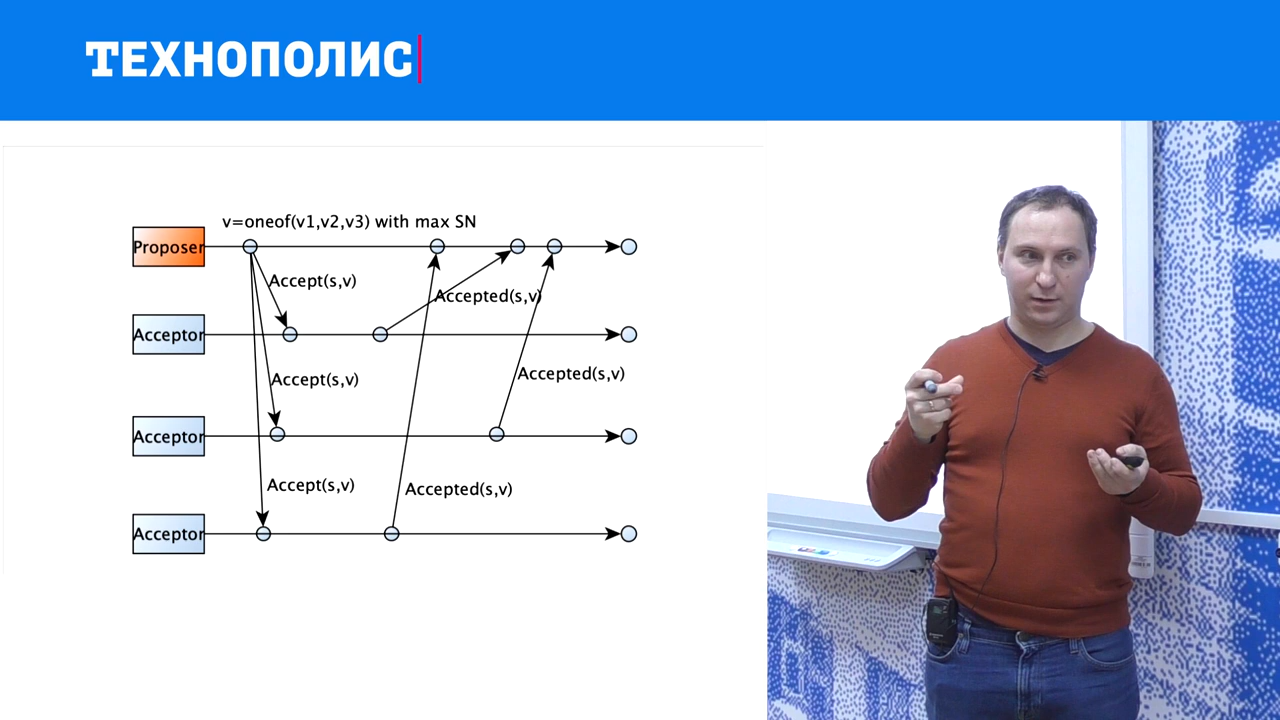 ТЕХНОПОЛИС
v=oneof(v1,v2,v3) with max SN
Proposer
Accept(s,v)
Accepted(s,v)
Acceptor
Accept(s,v)
Accepted(s,v)
Acceptor
Accept(s,v)
Accepted(s,v)
Acceptor